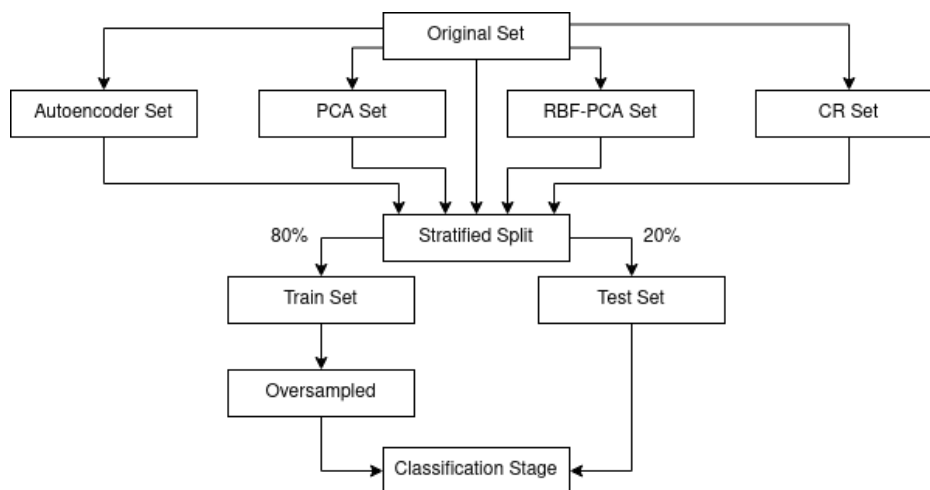 Original Set
Autoencoder Set
PCA Set
RBF-PCA Set
CR Set
Stratified Split
80%
20%
Train Set
Test Set
Oversampled
Classification Stage